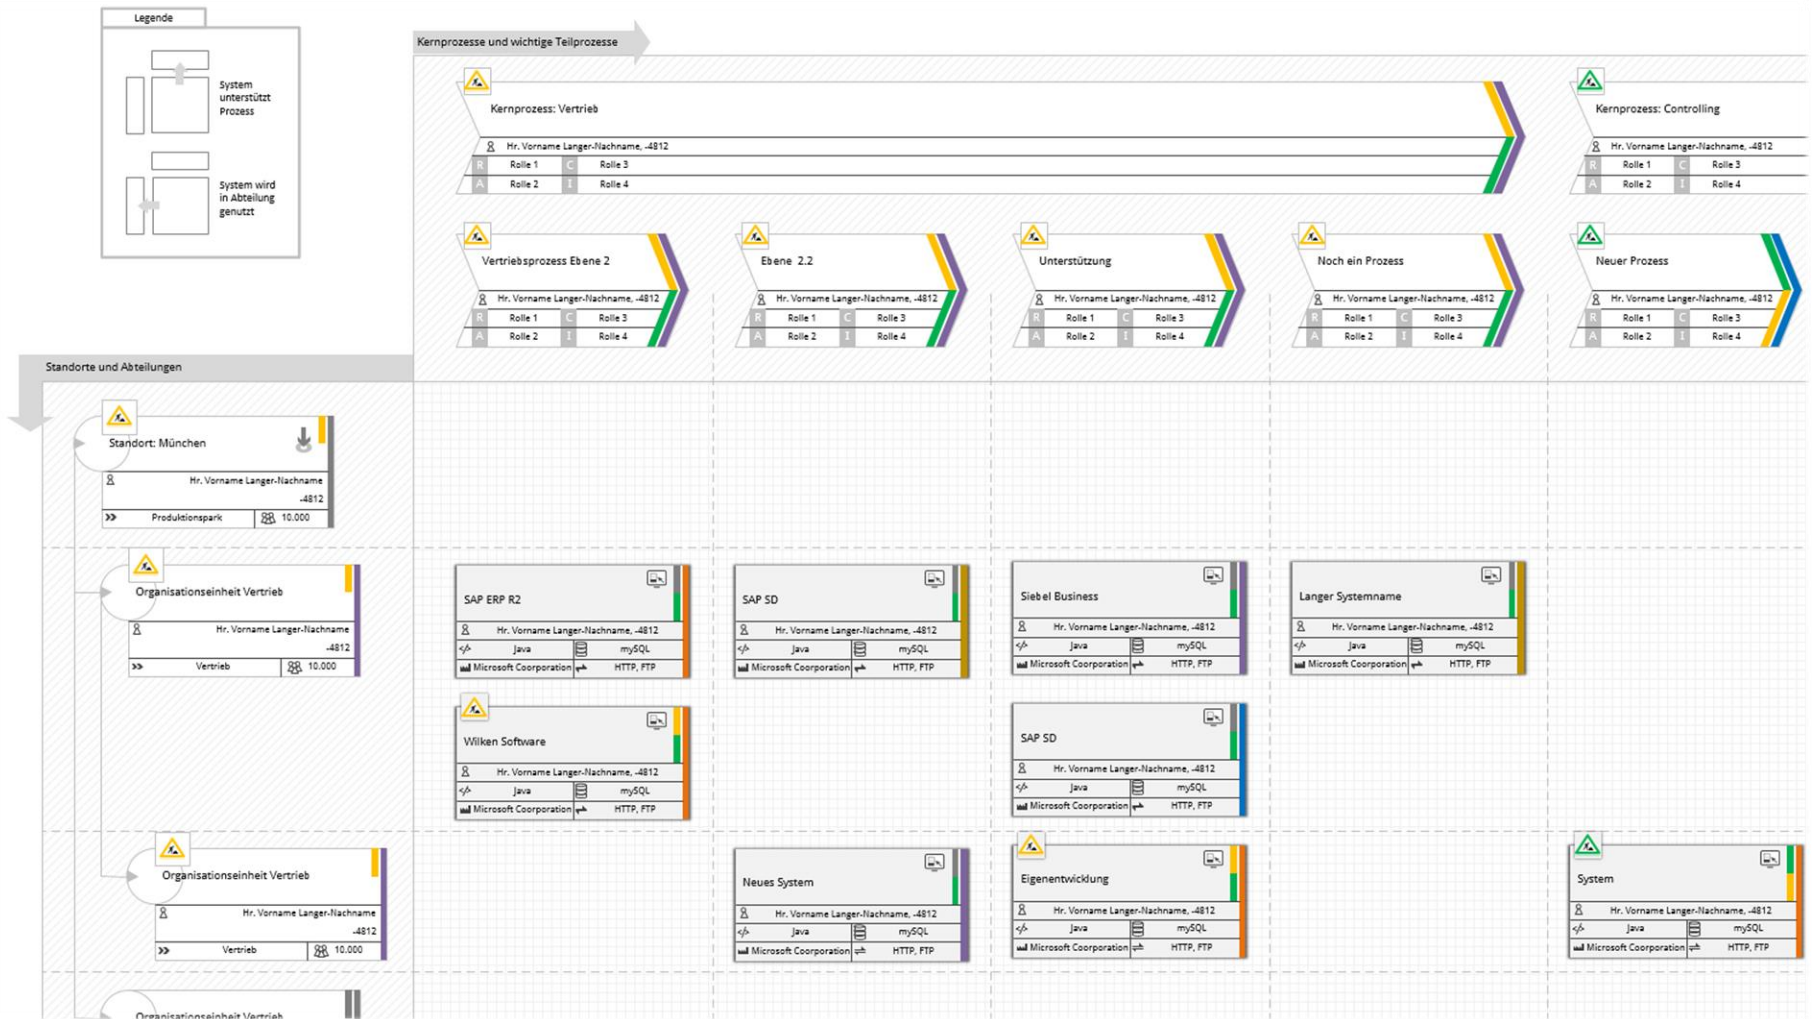 Legende
System
unterstützt
Prozess
System wird
in Abteilung
genutzt
Kernprozesse und wichtige Teilprozesse
Kernprozess: Vertrieb
Hr. Vorname Langer-Nachname, -4812
R Rolle 1 C Rolle 3
A Rolle 2 I Rolle 4
Kernprozess: Controlling
Hr. Vorname Langer-Nachname, -4812
R Rolle 1 C Rolle 3
A Rolle 2 I Rolle 4
Vertriebsprozess Ebene 2
Hr. Vorname Langer-Nachname, -4812
R Rolle 1 C Rolle 3
A Rolle 2 I Rolle 4
Ebene 2.2
Hr. Vorname Langer-Nachname, -4812
R Rolle 1 C Rolle 3
A Rolle 2 I Rolle 4
Unterstützung
Hr. Vorname Langer-Nachname, -4812
R Rolle 1 C Rolle 3
A Rolle 2 I Rolle 4
Noch ein Prozess
Hr. Vorname Langer-Nachname, -4812
R Rolle 1 C Rolle 3
A Rolle 2 I Rolle 4
Neuer Prozess
Hr. Vorname Langer-Nachname, -4812
R Rolle 1 C Rolle 3
A Rolle 2 I Rolle 4
Standorte und Abteilungen
Standort: München
Hr. Vorname Langer-Nachname
-4812
Produktionspark 10.000
Organisationseinheit Vertrieb
Hr. Vorname Langer-Nachname
-4812
Vertrieb 10.000
SAP ERP R2
Hr. Vorname Langer-Nachname, -4812
</> Java mySQL
Microsoft Coorporation HTTP, FTP
SAP SD
Hr. Vorname Langer-Nachname, -4812
</> Java mySQL
Microsoft Coorporation HTTP, FTP
Siebel Business
Hr. Vorname Langer-Nachname, -4812
</> Java mySQL
Microsoft Coorporation HTTP, FTP
Langer Systemname
Hr. Vorname Langer-Nachname, -4812
</> Java mySQL
Microsoft Coorporation HTTP, FTP
Wilken Software
Hr. Vorname Langer-Nachname, -4812
</> Java mySQL
Microsoft Coorporation HTTP, FTP
SAP SD
Hr. Vorname Langer-Nachname, -4812
</> Java mySQL
Microsoft Coorporation HTTP, FTP
Organisationseinheit Vertrieb
Hr. Vorname Langer-Nachname
-4812
Vertrieb 10.000
Neues System
Hr. Vorname Langer-Nachname, -4812
</> Java mySQL
Microsoft Coorporation HTTP, FTP
Eigenentwicklung
Hr. Vorname Langer-Nachname, -4812
</> Java mySQL
Microsoft Coorporation HTTP, FTP
System
Hr. Vorname Langer-Nachname, -4812
</> Java mySQL
Microsoft Coorporation HTTP, FTP
Organisationseinheit Vertrieb